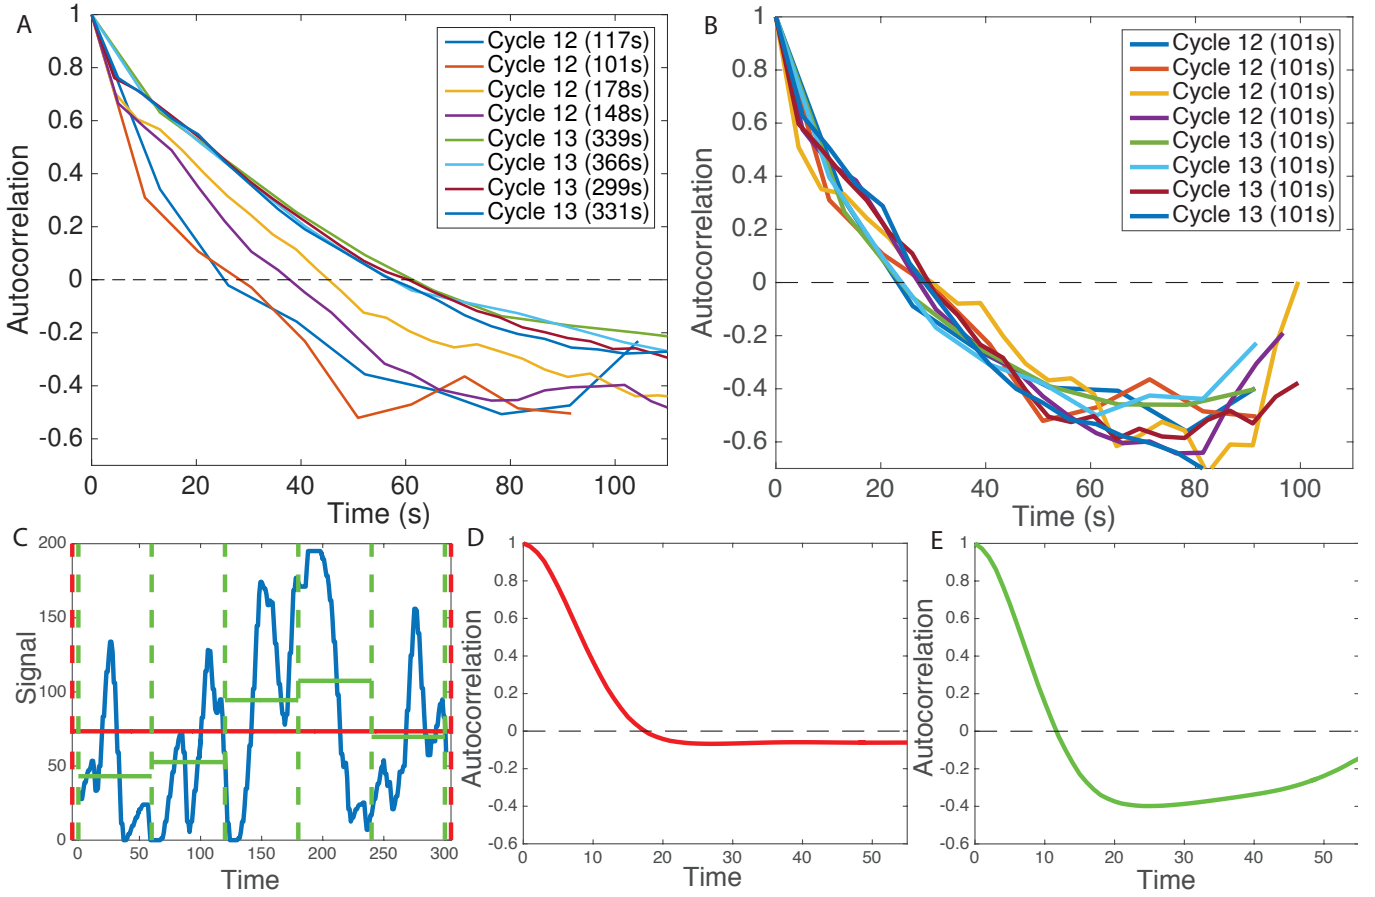 A
Autocorrelation
1
0.8
0.6
0.4
0.2
0
-0.2
-0.4
-0.6
0 20 40 60 80 100
Time (s)
Cycle 12 (117s)
Cycle 12 (101s)
Cycle 12 (178s)
Cycle 12 (148s)
Cycle 13 (339s)
Cycle 13 (366s)
Cycle 13 (299s)
Cycle 13 (331s)
B
Autocorrelation
1
0.8
0.6
0.4
0.2
0
-0.2
-0.4
-0.6
0 20 40 60 80 100
Time (s)
Cycle 12 (101s)
Cycle 12 (101s)
Cycle 12 (101s)
Cycle 12 (101s)
Cycle 13 (101s)
Cycle 13 (101s)
Cycle 13 (101s)
Cycle 13 (101s)
C
Signal
200
150
100
50
0
0 50 100 150 200 250 300
Time
D
Autocorrelation
1
0.8
0.6
0.4
0.2
0
-0.2
-0.4
-0.6
0 10 20 30 40 50
Time
E
Autocorrelation
1
0.8
0.6
0.4
0.2
0
-0.2
-0.4
-0.6
0 10 20 30 40 50
Time